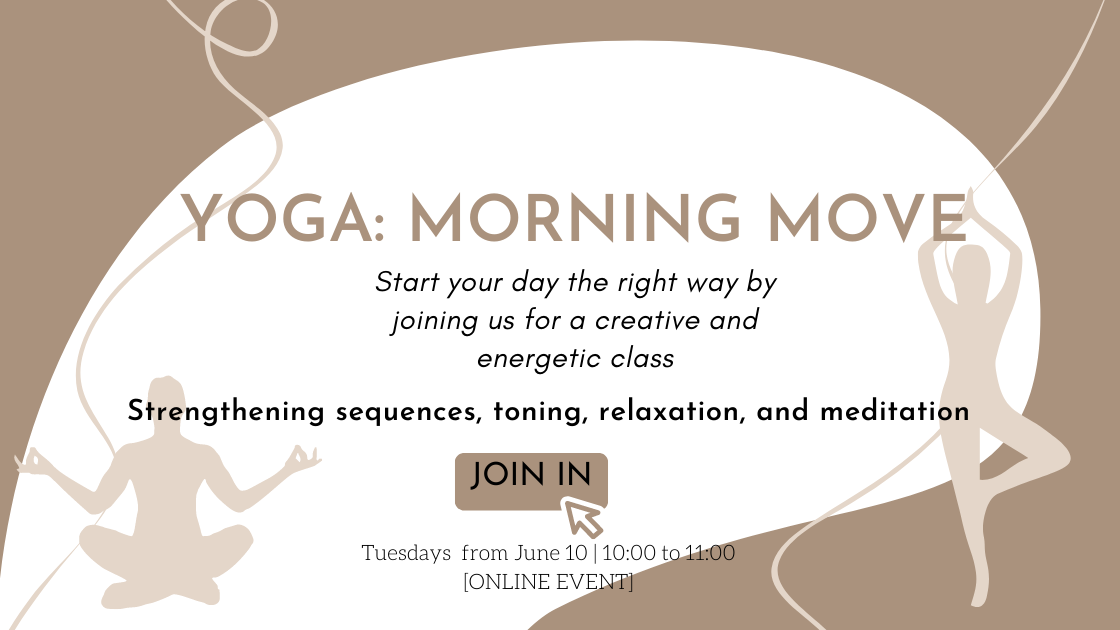 YOGA: MORNING MOVE
Start your day the right way by
joining us for a creative and
energetic class
Strengthening sequences, toning, relaxation, and meditation
JOIN IN
Tuesdays from June 10 | 10:00 to 11:00
[ONLINE EVENT]